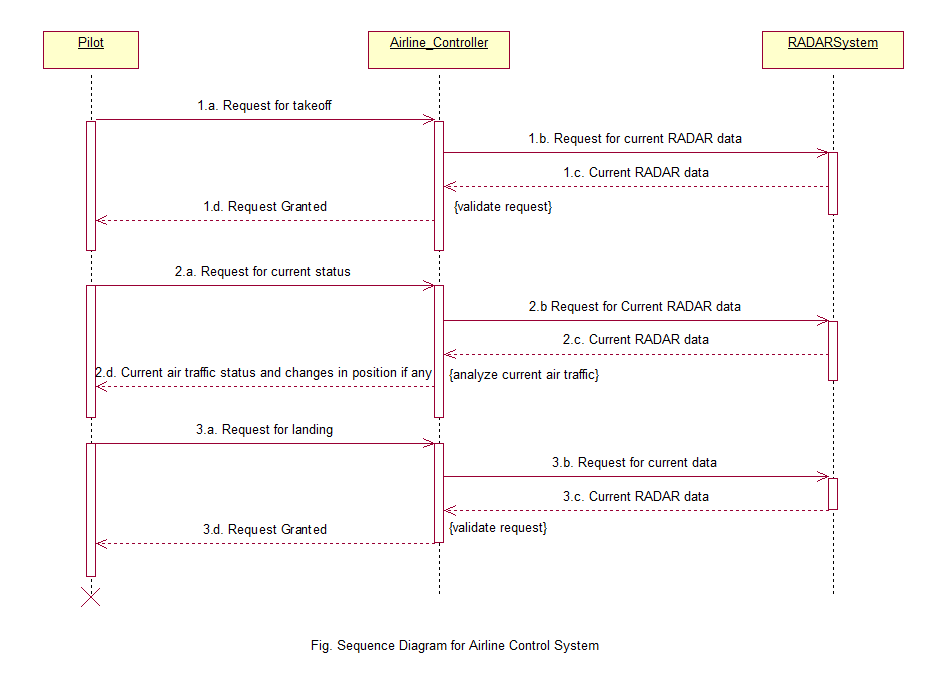 Pilot
Airline_Controller
RADARSystem
1.a. Request for takeoff
1.b. Request for current RADAR data
1.c. Current RADAR data
1.d. Request Granted
{validate request}
2.a. Request for current status
2.b Request for Current RADAR data
2.c. Current RADAR data
2.d. Current air traffic status and changes in position if any
{analyze current air traffic}
3.a. Request for landing
3.b. Request for current data
3.c. Current RADAR data
3.d. Request Granted
{validate request}
Fig. Sequence Diagram for Airline Control System